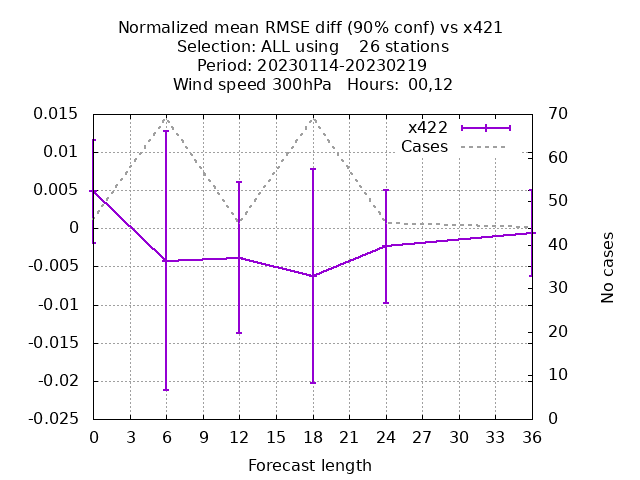 Normalized mean RMSE diff (90% conf) vs x421
Selection: ALL using    26 stations
Period: 20230114-20230219
Wind speed 300hPa   Hours:  00,12
x422
Cases
0.015
0.01
0.005
0
-0.005
-0.01
-0.015
-0.02
-0.025
70
60
50
40
30
20
10
0
No cases
0 3 6 9 12 15 18 21 24 27 30 33 36
Forecast length